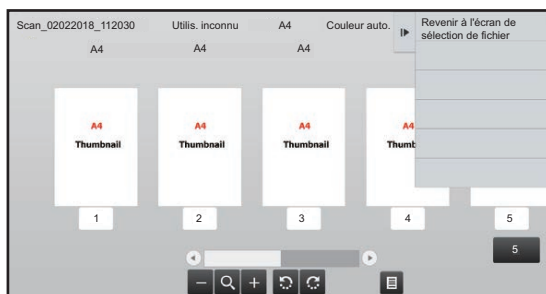 Scan_02022018_112030 Utilis. inconnu A4 Couleur auto.
Revenir à l'écran de
sélection de fichier
A4 A4 A4
A4 A4 A4 A4
Thumbnail Thumbnail Thumbnail Thumb
1 2 3 4 5
5